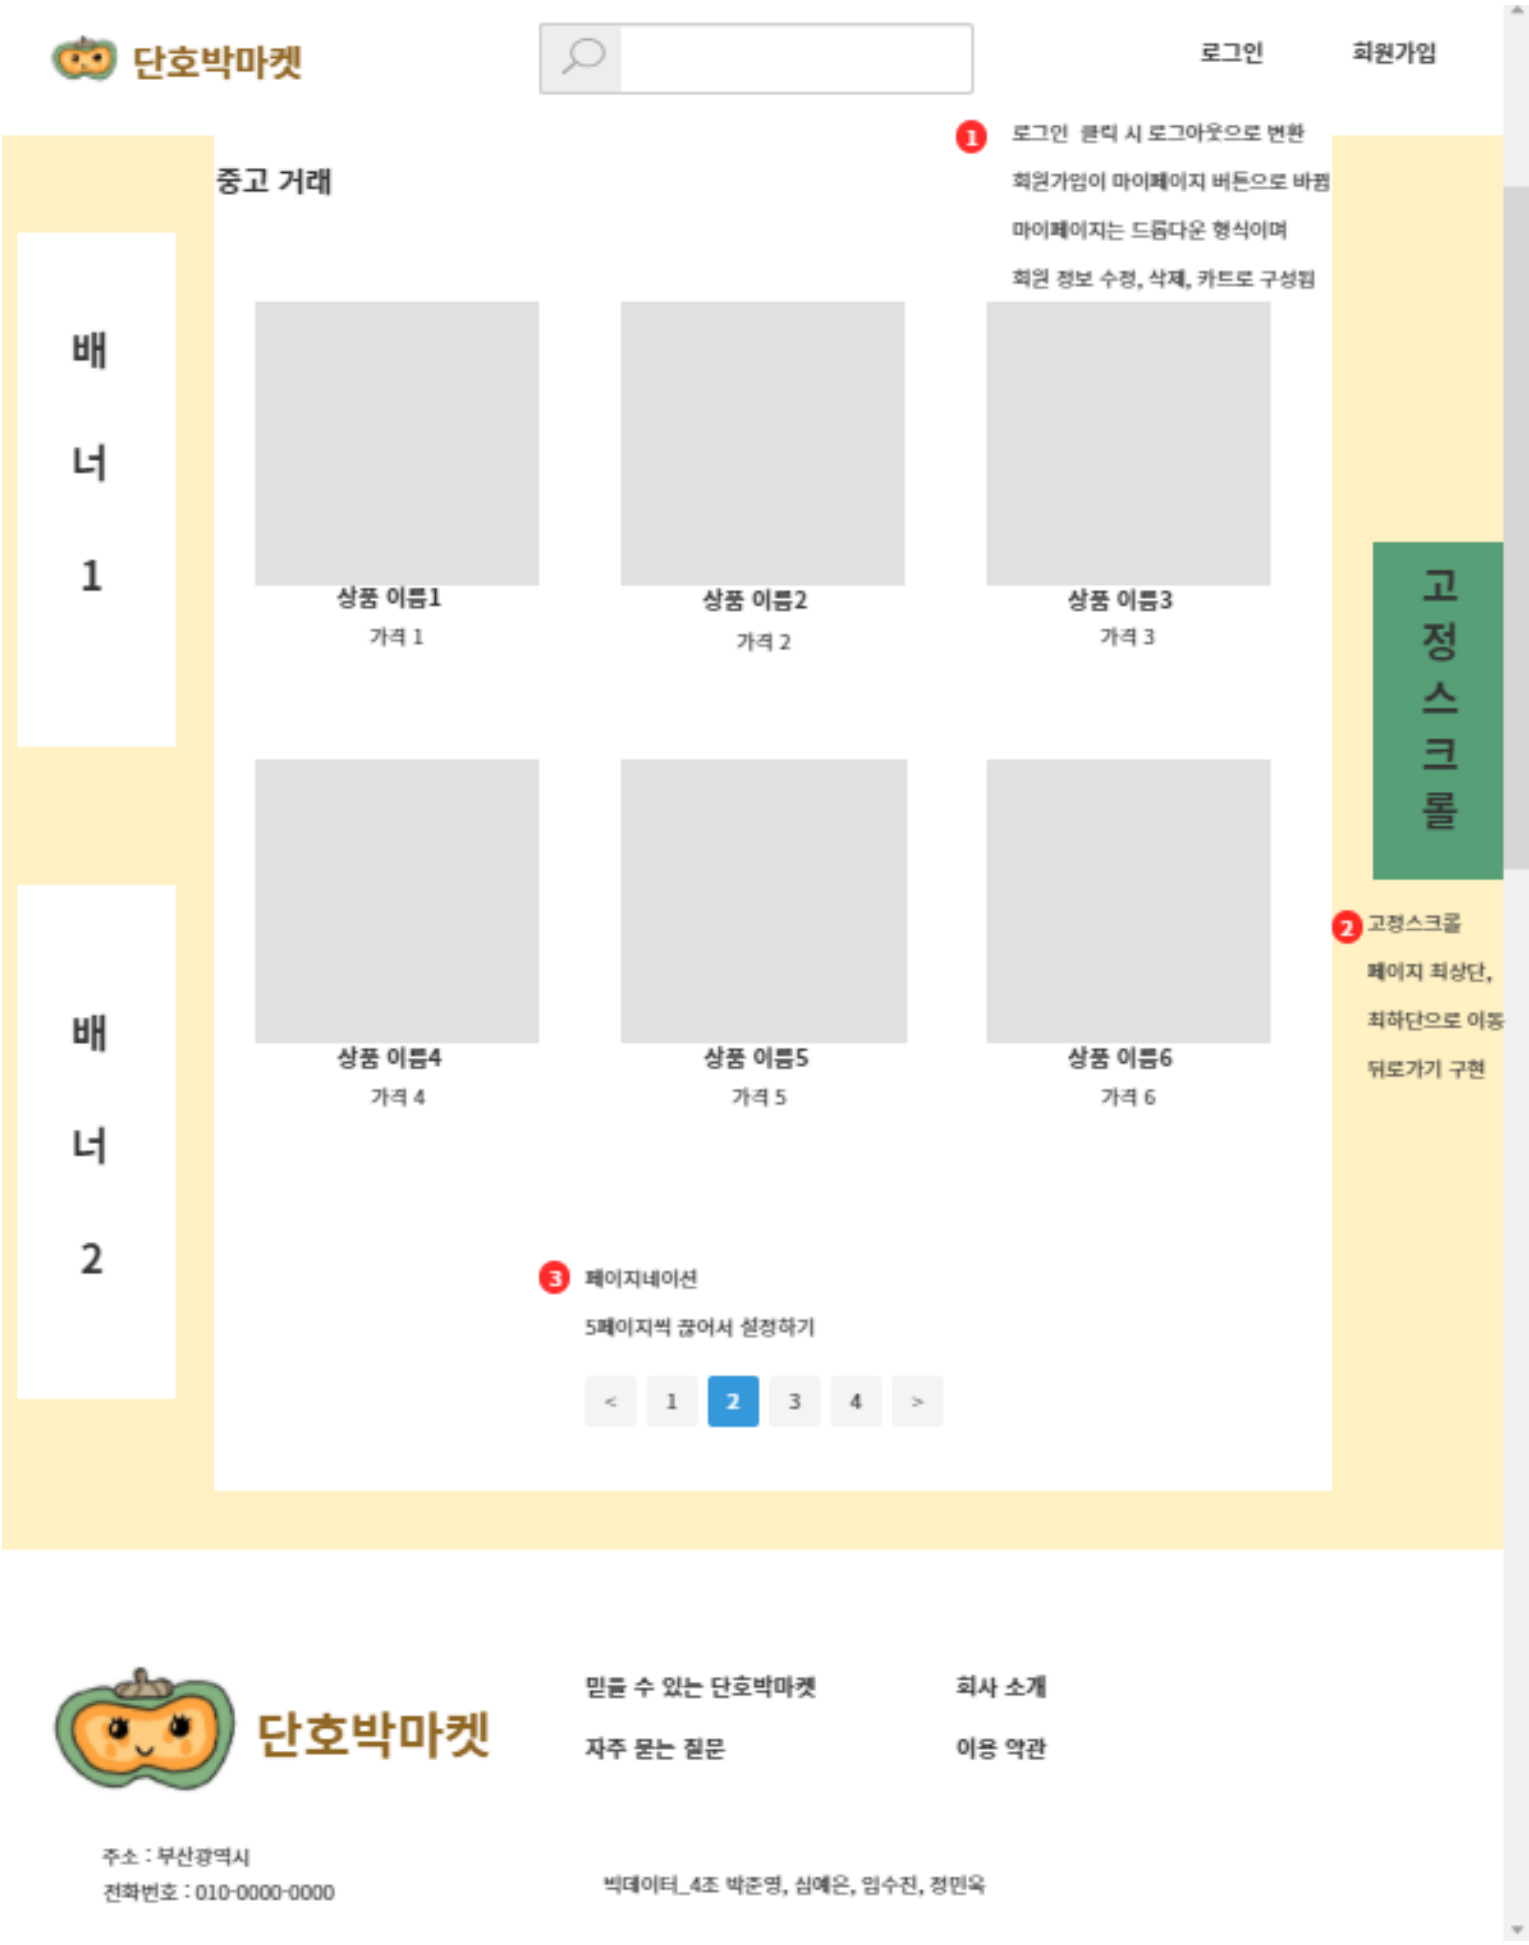 단호박마켓
로그인 회원가입
1 로그인 클릭 시 로그아웃으로 변환
회원가입이 마이페이지 버튼으로 바뀜
마이페이지는 드롭다운 형식이며
회원 정보 수정, 삭제, 카트로 구성됨
중고 거래
배
너
1
상품 이름1 상품 이름2 상품 이름3
가격 1 가격 2 가격 3
고
정
스
크
롤
2 고정스크롤
페이지 최상단,
최하단으로 이동
뒤로가기 구현
배
너
2
상품 이름4 상품 이름5 상품 이름6
가격 4 가격 5 가격 6
3 페이지네이션
5페이지씩 끊어서 설정하기
< 1 2 3 4 >
단호박마켓
믿을 수 있는 단호박마켓 회사 소개
자주 묻는 질문 이용 약관
주소 : 부산광역시
전화번호 : 010-0000-0000
빅데이터_4조 박준영, 심예은, 임수진, 정민욱